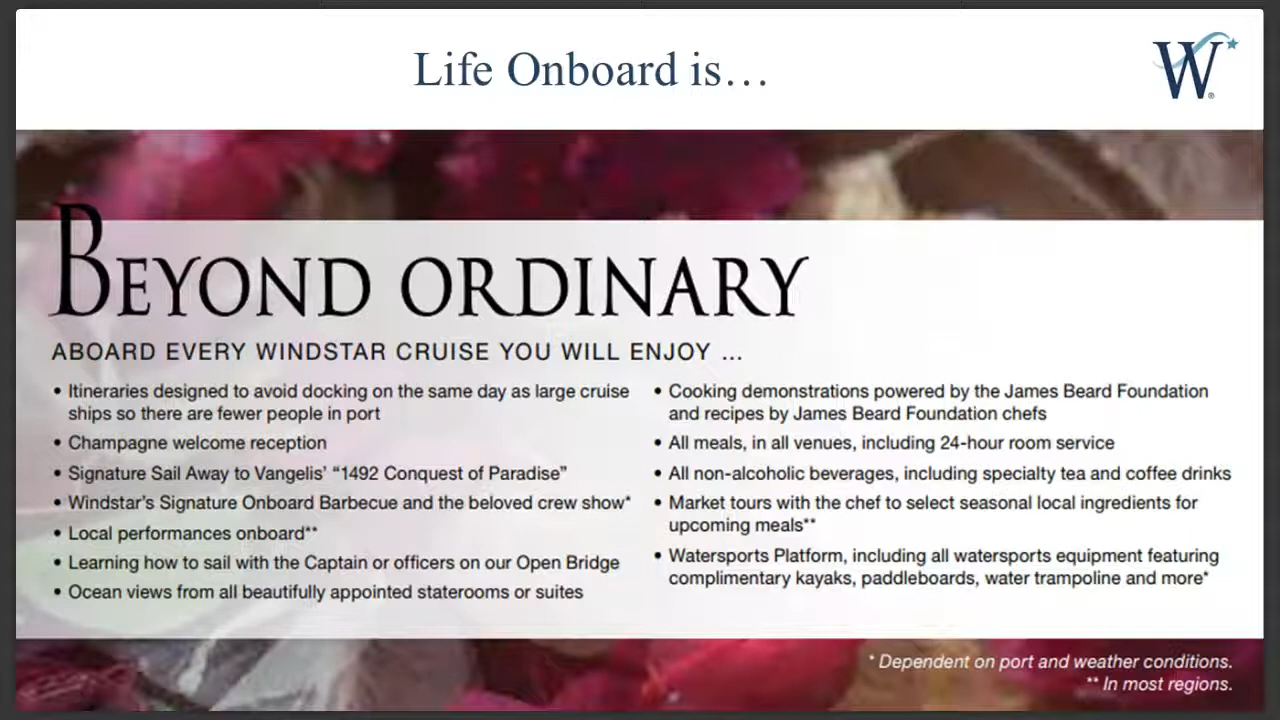 Life Onboard is…
W®
BEYOND ORDINARY
ABOARD EVERY WINDSTAR CRUISE YOU WILL ENJOY ...
• Itineraries designed to avoid docking on the same day as large cruise
ships so there are fewer people in port
• Champagne welcome reception
• Signature Sail Away to Vangelis’ “1492 Conquest of Paradise”
• Windstar’s Signature Onboard Barbecue and the beloved crew show*
• Local performances onboard**
• Learning how to sail with the Captain or officers on our Open Bridge
• Ocean views from all beautifully appointed staterooms or suites
• Cooking demonstrations powered by the James Beard Foundation
and recipes by James Beard Foundation chefs
• All meals, in all venues, including 24-hour room service
• All non-alcoholic beverages, including specialty tea and coffee drinks
• Market tours with the chef to select seasonal local ingredients for
upcoming meals**
• Watersports Platform, including all watersports equipment featuring
complimentary kayaks, paddleboards, water trampoline and more*
* Dependent on port and weather conditions.
** In most regions.